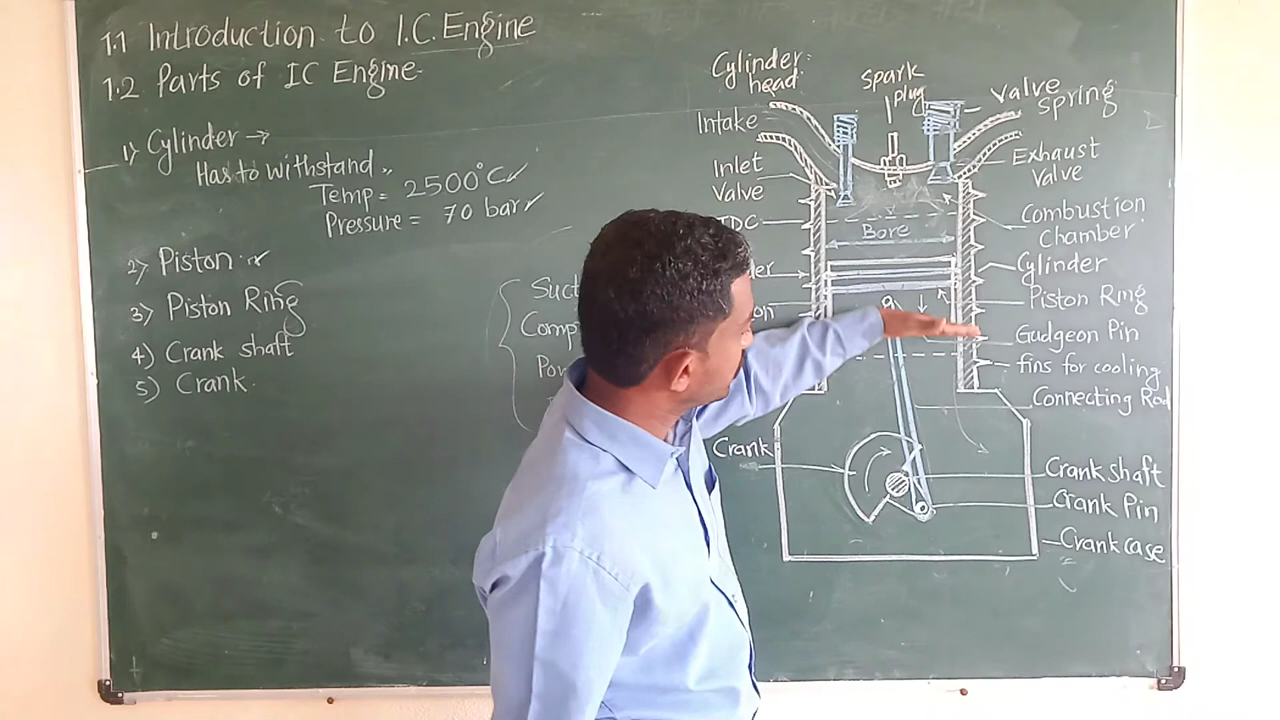 1.1 Introduction to I.C. Engine
1.2 Parts of IC Engine
1) Cylinder →
Has to withstand
Temp = 2500°C ✓
Pressure = 70 bar ✓
2) Piston
3) Piston Ring
4) Crank shaft
5) Crank.
Cylinder
head
Intake
Inlet
Valve
TDC
Crank
Spark
plug
Bore
Valve
Spring
Exhaust
Valve
Combustion
Chamber
Cylinder
Piston Ring
Gudgeon Pin
fins for cooling
Connecting Rod
Crank shaft
Crank Pin
Crank case